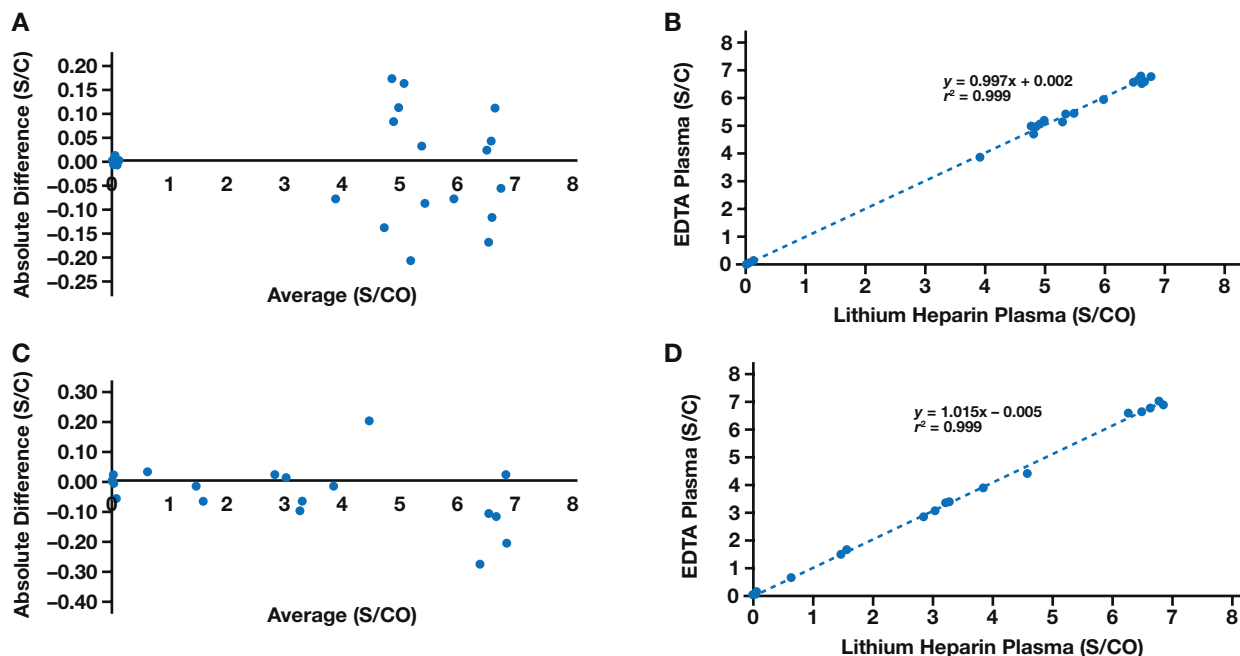 A
Absolute Difference (S/C)
0.20
0.15
0.10
0.05
0.00
−0.05
−0.10
−0.15
−0.20
−0.25
0 1 2 3 4 5 6 7 8
Average (S/CO)
B
EDTA Plasma (S/C)
8
7
6
5
4
3
2
1
0
y = 0.997x + 0.002
r² = 0.999
0 1 2 3 4 5 6 7 8
Lithium Heparin Plasma (S/CO)
C
Absolute Difference (S/C)
0.30
0.20
0.10
0.00
−0.10
−0.20
−0.30
−0.40
0 1 2 3 4 5 6 7 8
Average (S/CO)
D
EDTA Plasma (S/C)
8
7
6
5
4
3
2
1
0
y = 1.015x − 0.005
r² = 0.999
0 1 2 3 4 5 6 7 8
Lithium Heparin Plasma (S/CO)